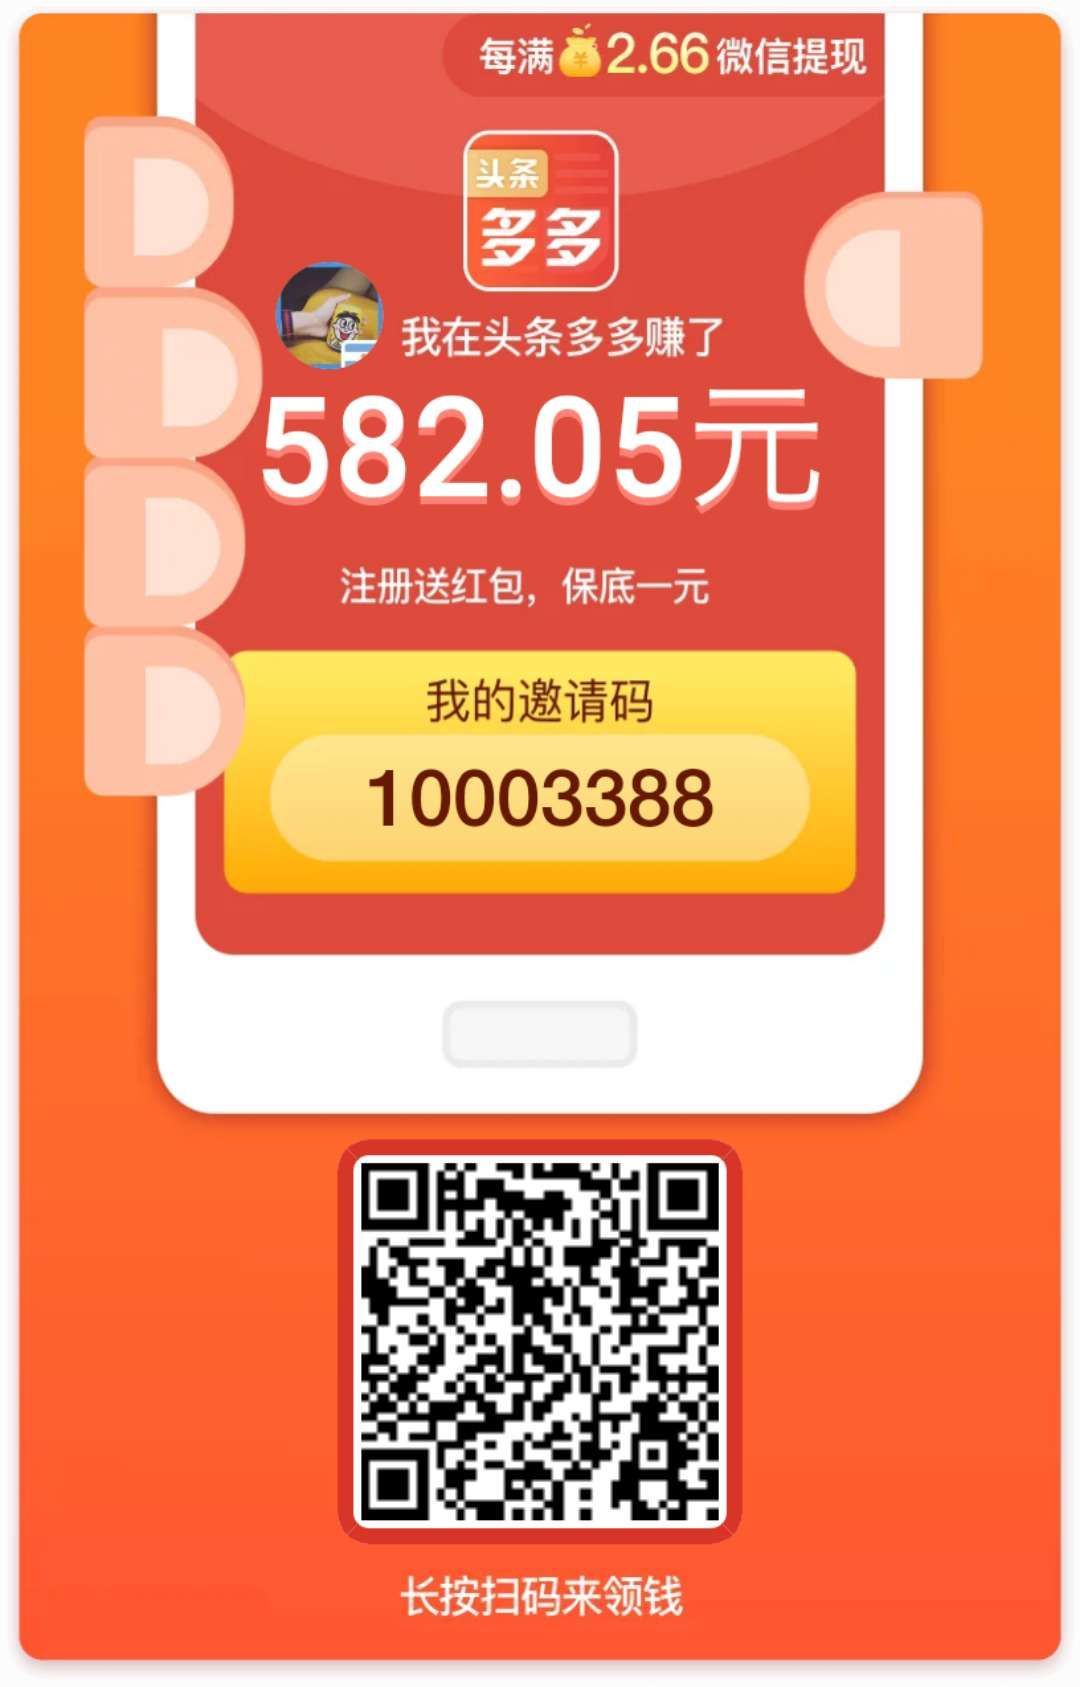 每满2.66微信提现
头条
多多
我在头条多多赚了
582.05元
注册送红包，保底一元
我的邀请码
10003388
长按扫码来领钱